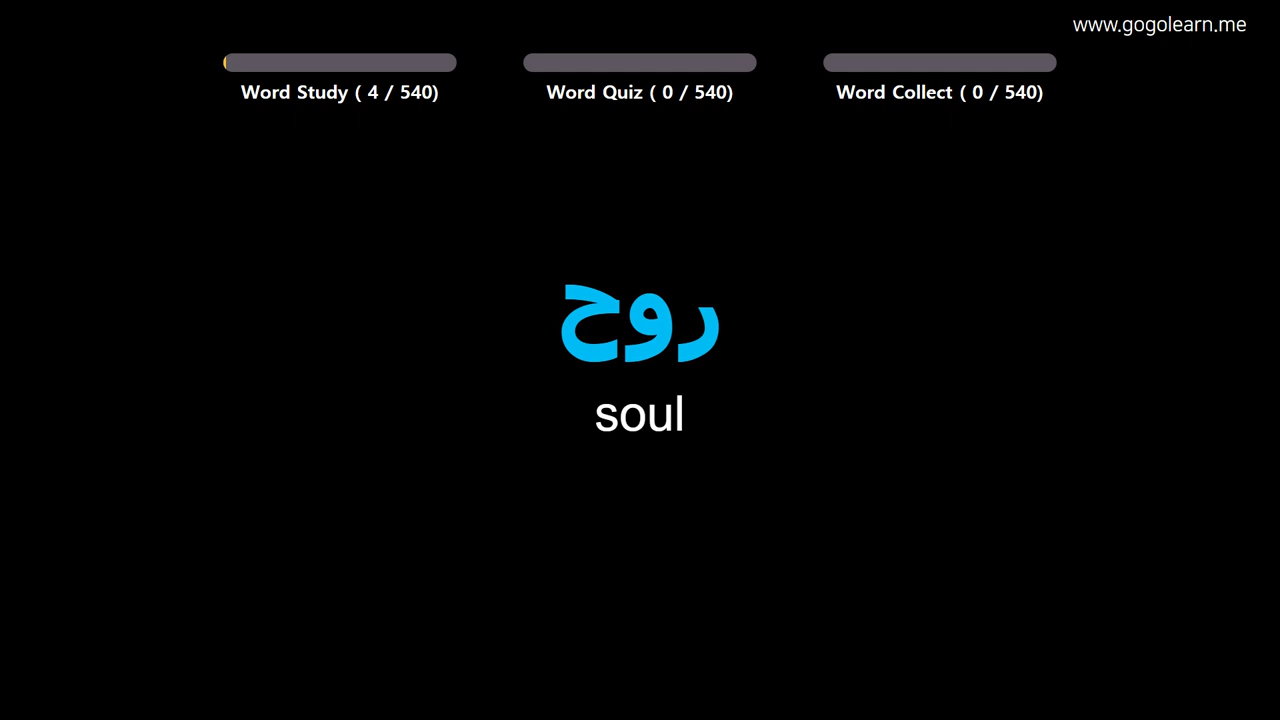 www.gogolearn.me
Word Study ( 4 / 540)
Word Quiz ( 0 / 540)
Word Collect ( 0 / 540)
روح
soul